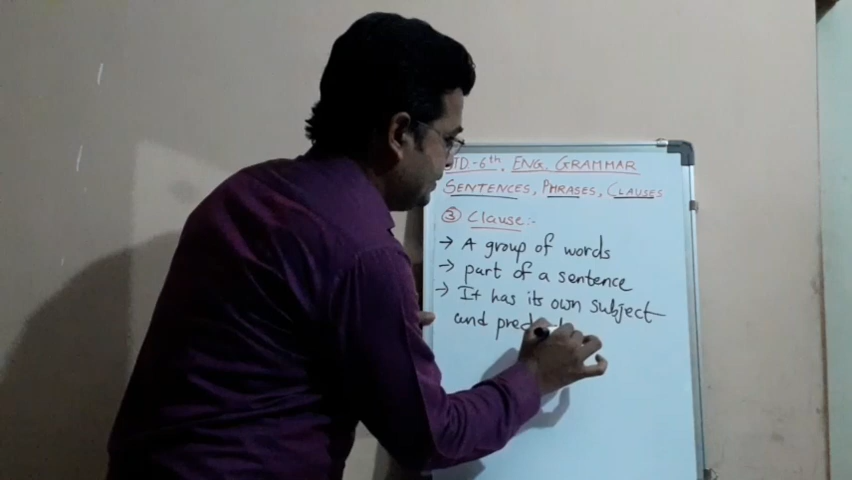 STD-6th, ENG. GRAMMAR
SENTENCES, PHRASES, CLAUSES
③ Clause:-
→ A group of words
→ part of a sentence
→ It has its own subject
and